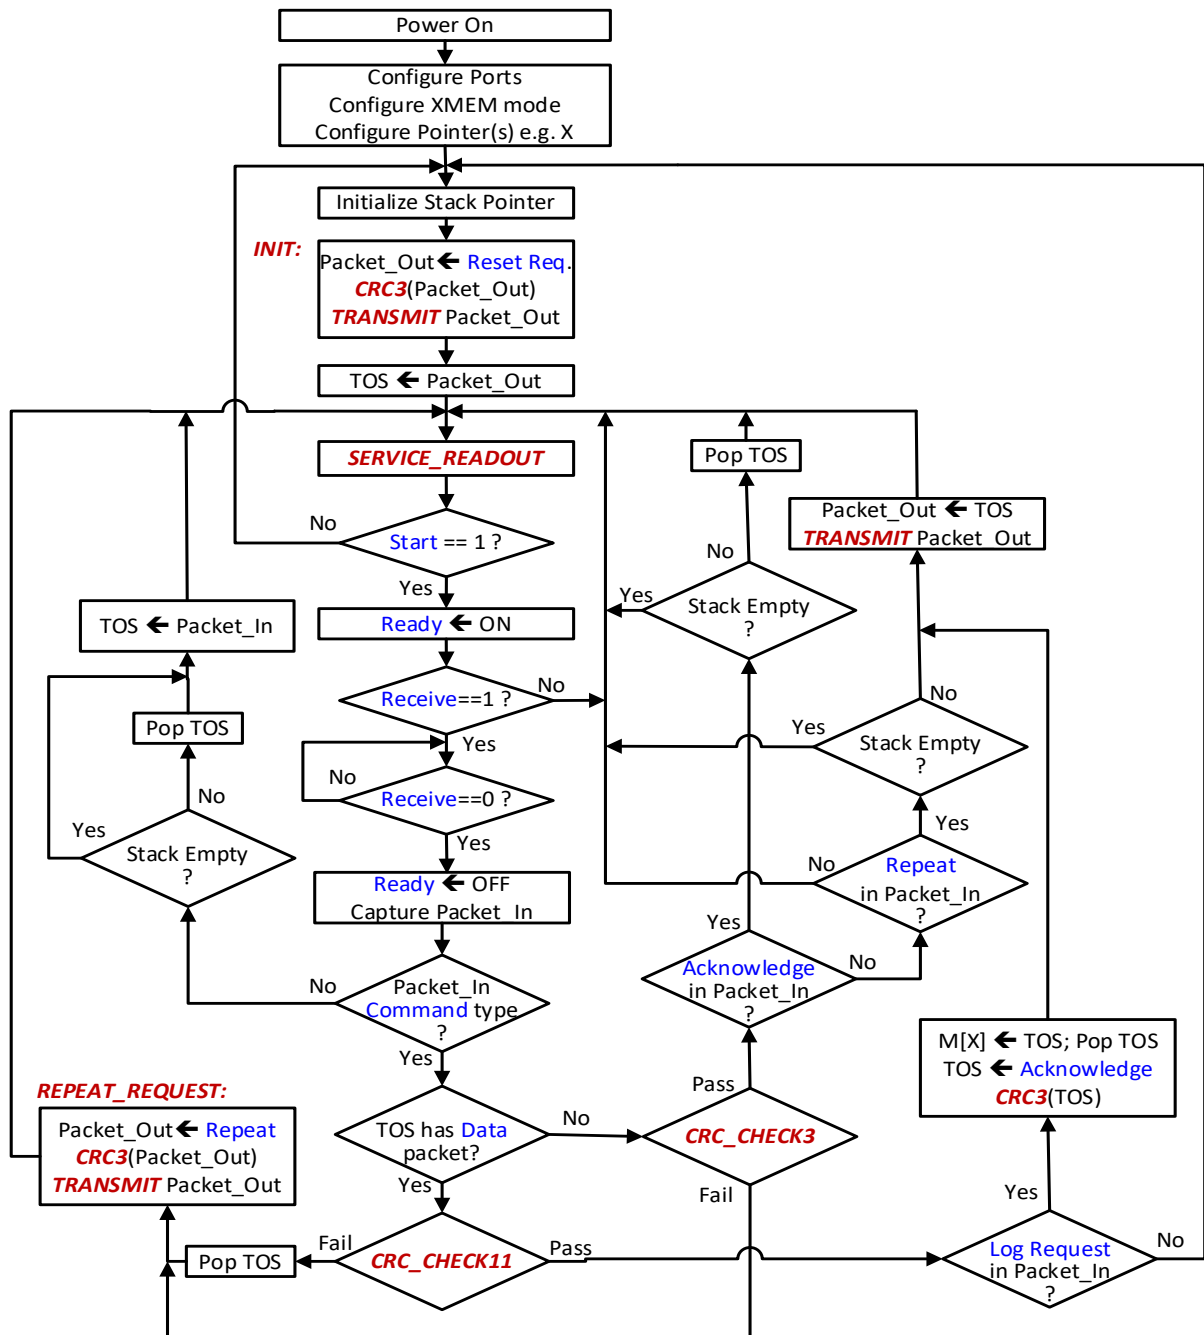 Power On
Configure Ports
Configure XMEM mode
Configure Pointer(s) e.g. X
Initialize Stack Pointer
INIT:
Packet_Out 🡰 Reset Req.
CRC3(Packet_Out)
TRANSMIT Packet_Out
TOS 🡰 Packet_Out
SERVICE_READOUT
No
Start == 1 ?
Yes
Ready 🡰 ON
Receive==1 ?
No
Yes
No
Receive==0 ?
Yes
Ready 🡰 OFF
Capture Packet_In
No
Packet_In
Command type
?
Yes
TOS has Data
packet?
No
Yes
Fail
CRC_CHECK11
Pass
TOS 🡰 Packet_In
Pop TOS
No
Yes
Stack Empty
?
REPEAT_REQUEST:
Packet_Out 🡰 Repeat
CRC3(Packet_Out)
TRANSMIT Packet_Out
Pop TOS
Pop TOS
No
Yes
Stack Empty
?
Yes
Acknowledge
in Packet_In
?
No
Pass
CRC_CHECK3
Fail
Packet_Out 🡰 TOS
TRANSMIT Packet_Out
No
Yes
Stack Empty
?
Yes
No
Repeat
in Packet_In
?
M[X] 🡰 TOS; Pop TOS
TOS 🡰 Acknowledge
CRC3(TOS)
Yes
Log Request
in Packet_In
?
No